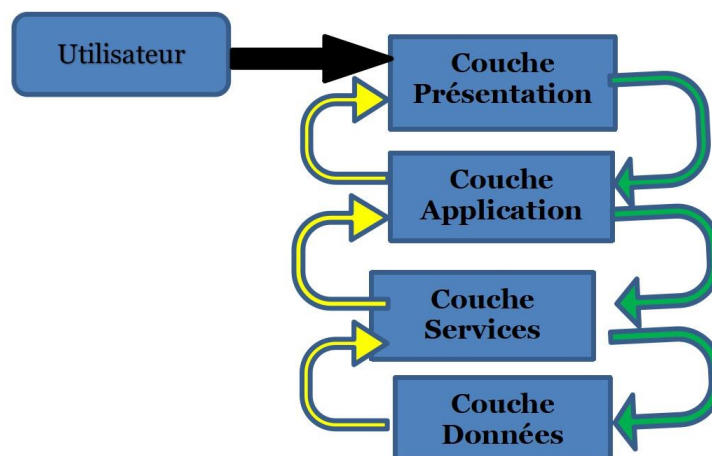 Utilisateur
Couche
Présentation
Couche
Application
Couche
Services
Couche
Données